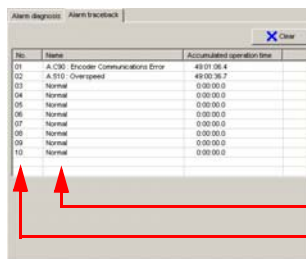 Alarm diagnosis Alarm traceback
Clear
No. Name Accumulated operation time
01 A.C90 : Encoder Communications Error 49:01:06.4
02 A.510 : Overspeed 49:00:36.7
03 Normal 0:00:00.0
04 Normal 0:00:00.0
05 Normal 0:00:00.0
06 Normal 0:00:00.0
07 Normal 0:00:00.0
08 Normal 0:00:00.0
09 Normal 0:00:00.0
10 Normal 0:00:00.0